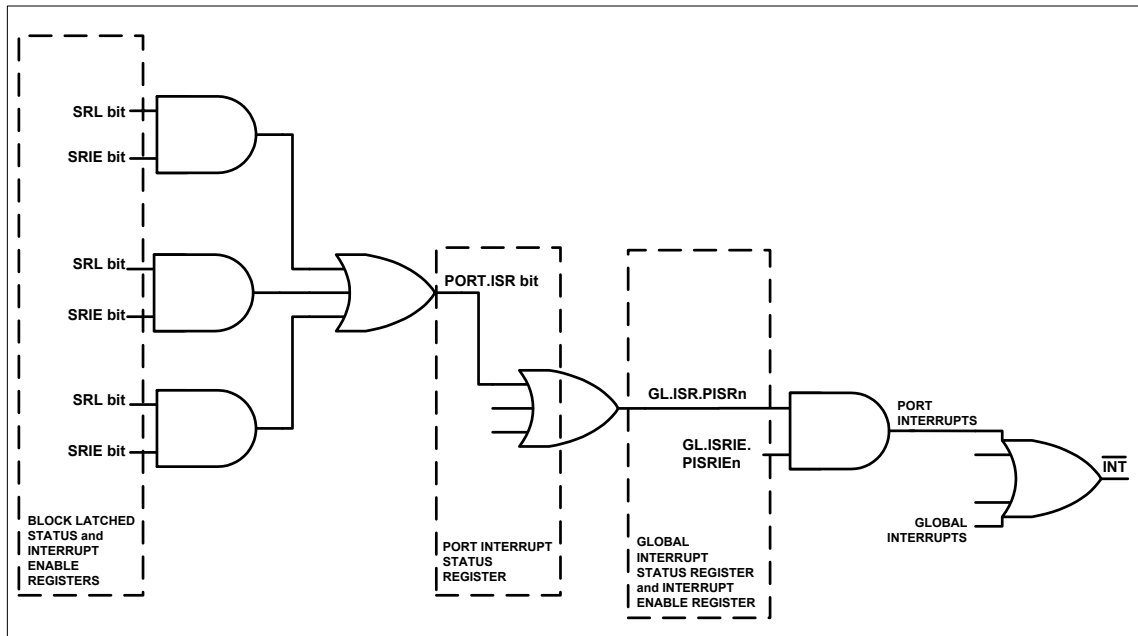 SRL bit
SRIE bit
SRL bit
SRIE bit
SRL bit
SRIE bit
BLOCK LATCHED
STATUS and
INTERRUPT
ENABLE
REGISTERS
PORT.ISR bit
PORT INTERRUPT
STATUS
REGISTER
GL.ISR.PISRn
GL.ISRIE.
PISRIEn
GLOBAL
INTERRUPT
STATUS REGISTER
and INTERRUPT
ENABLE REGISTER
PORT
INTERRUPTS
GLOBAL
INTERRUPTS
INT